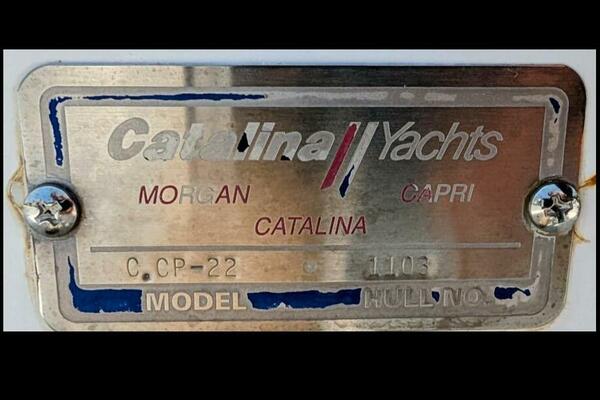 Catalina Yachts
MORGAN CAPRI
CATALINA
C.CP-22 1103
MODEL HULL NO.